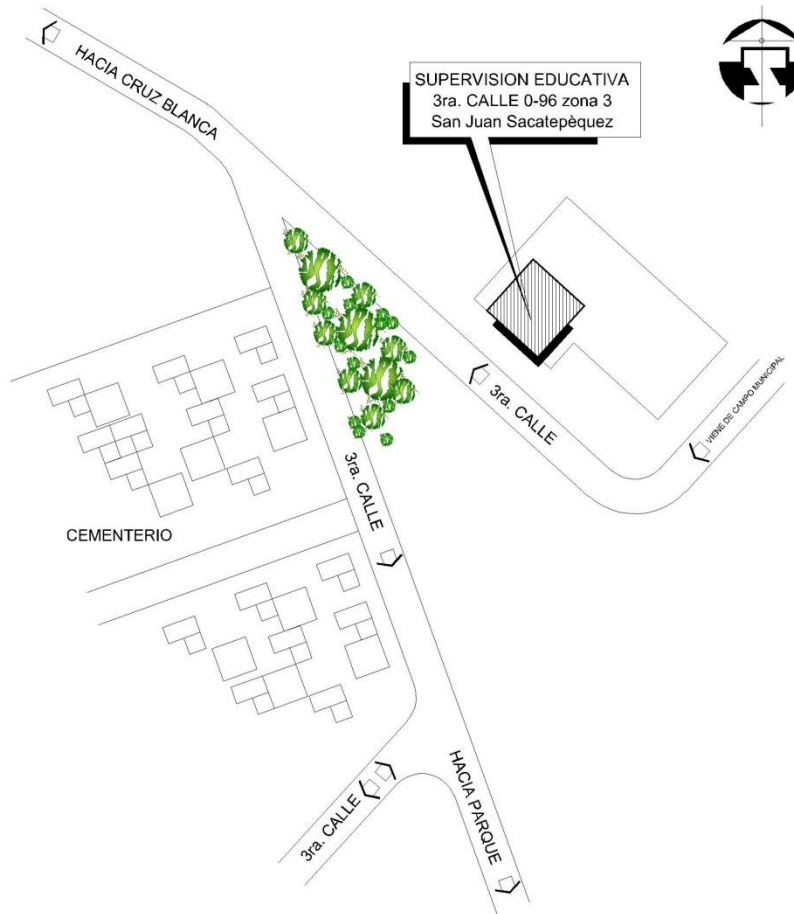 HACIA CRUZ BLANCA
SUPERVISION EDUCATIVA
3ra. CALLE 0-96 zona 3
San Juan Sacatepèquez
3ra. CALLE
VIENE DE CAMPO MUNICIPAL
3ra. CALLE
CEMENTERIO
3ra. CALLE
HACIA PARQUE